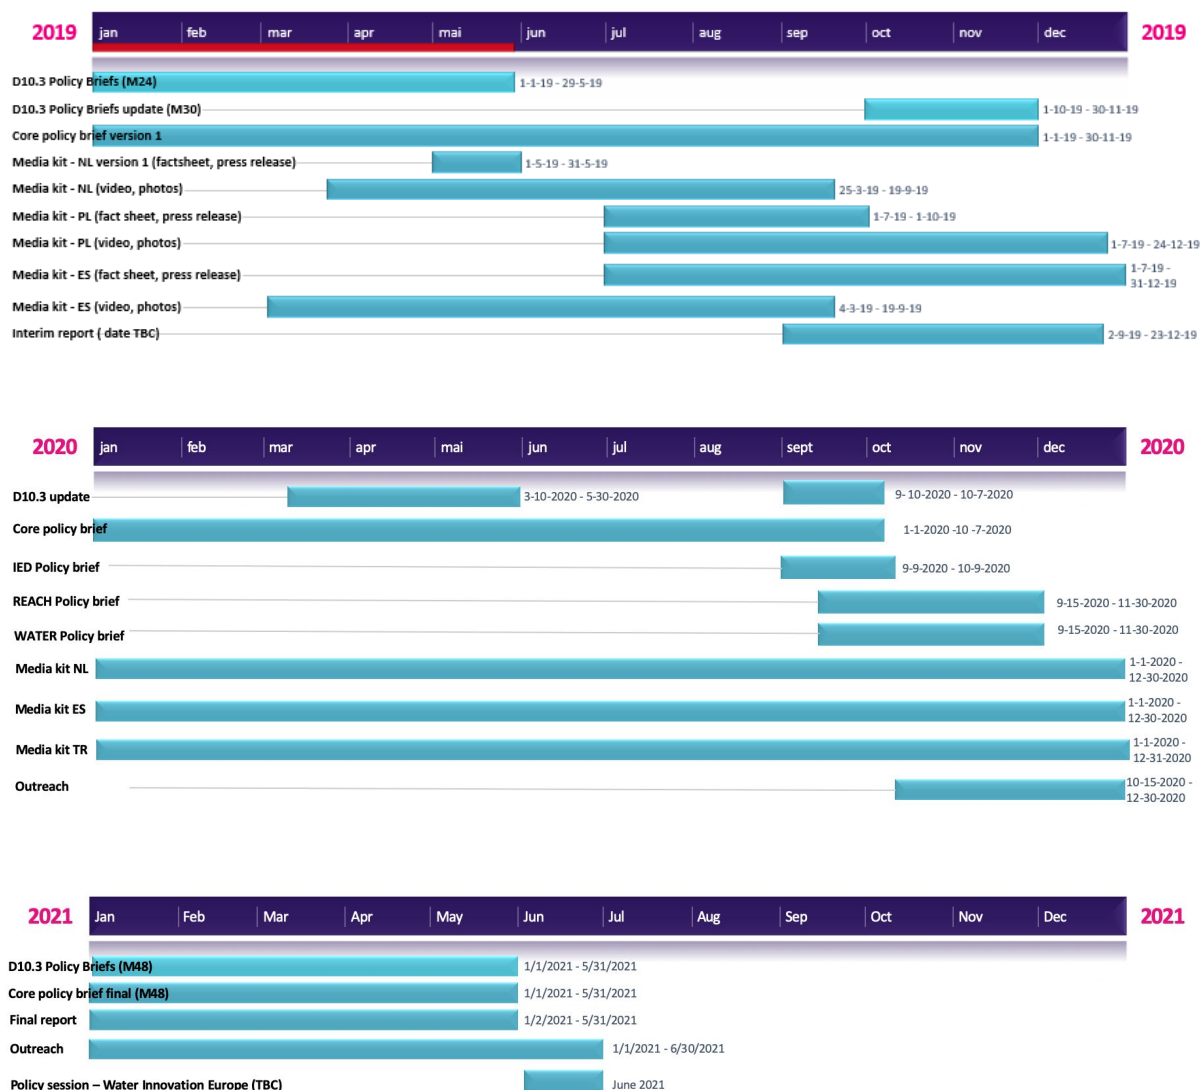 2019 jan feb mar apr mai jun jul aug sep oct nov dec 2019
D10.3 Policy Briefs (M24) 1-1-19 - 29-5-19
D10.3 Policy Briefs update (M30) 1-10-19 - 30-11-19
Core policy brief version 1 1-1-19 - 30-11-19
Media kit - NL version 1 (factsheet, press release) 1-5-19 - 31-5-19
Media kit - NL (video, photos) 25-3-19 - 19-9-19
Media kit - PL (fact sheet, press release) 1-7-19 - 1-10-19
Media kit - PL (video, photos) 1-7-19 - 24-12-19
Media kit - ES (fact sheet, press release) 1-7-19 -
31-12-19
Media kit - ES (video, photos) 4-3-19 - 19-9-19
Interim report ( date TBC) 2-9-19 - 23-12-19
2020 jan feb mar apr mai jun jul aug sept oct nov dec 2020
D10.3 update 3-10-2020 - 5-30-2020 9- 10-2020 - 10-7-2020
Core policy brief 1-1-2020 -10 -7-2020
IED Policy brief 9-9-2020 - 10-9-2020
REACH Policy brief 9-15-2020 - 11-30-2020
WATER Policy brief 9-15-2020 - 11-30-2020
Media kit NL 1-1-2020 -
12-30-2020
Media kit ES 1-1-2020 -
12-30-2020
Media kit TR 1-1-2020 -
12-31-2020
Outreach 10-15-2020 -
12-30-2020
2021 Jan Feb Mar Apr May Jun Jul Aug Sep Oct Nov Dec 2021
D10.3 Policy Briefs (M48) 1/1/2021 - 5/31/2021
Core policy brief final (M48) 1/1/2021 - 5/31/2021
Final report 1/2/2021 - 5/31/2021
Outreach 1/1/2021 - 6/30/2021
Policy session – Water Innovation Europe (TBC) June 2021